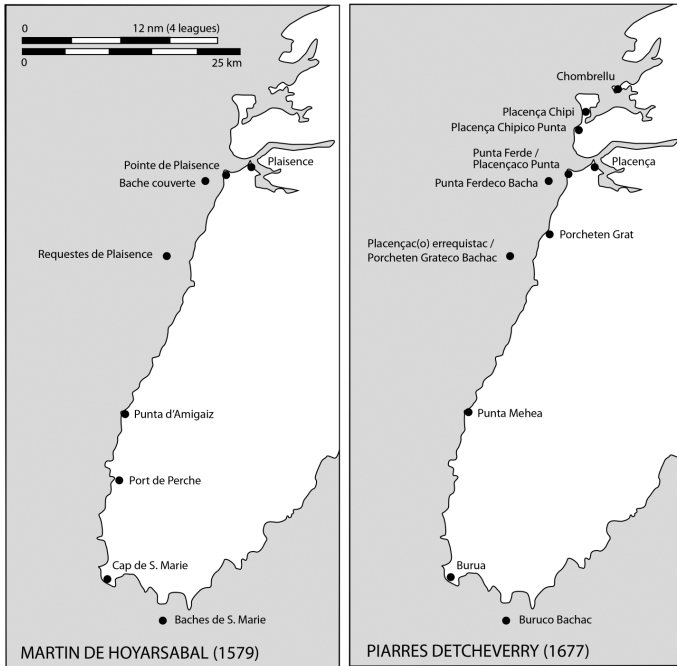 0 12 nm (4 leagues)
0 25 km
Plaisence
Pointe de Plaisence
Bache couverte
Requestes de Plaisence
Punta d'Amigaiz
Port de Perche
Cap de S. Marie
Baches de S. Marie
MARTIN DE HOYARSABAL (1579)
Chombrellu
Placença Chipi
Placença Chipico Punta
Punta Ferde /
Placençaco Punta
Placença
Punta Ferdeco Bacha
Porcheten Grat
Placençac(o) errequistac /
Porcheten Grateco Bachac
Punta Mehea
Burua
Buruco Bachac
PIARRES DETCHEVERRY (1677)